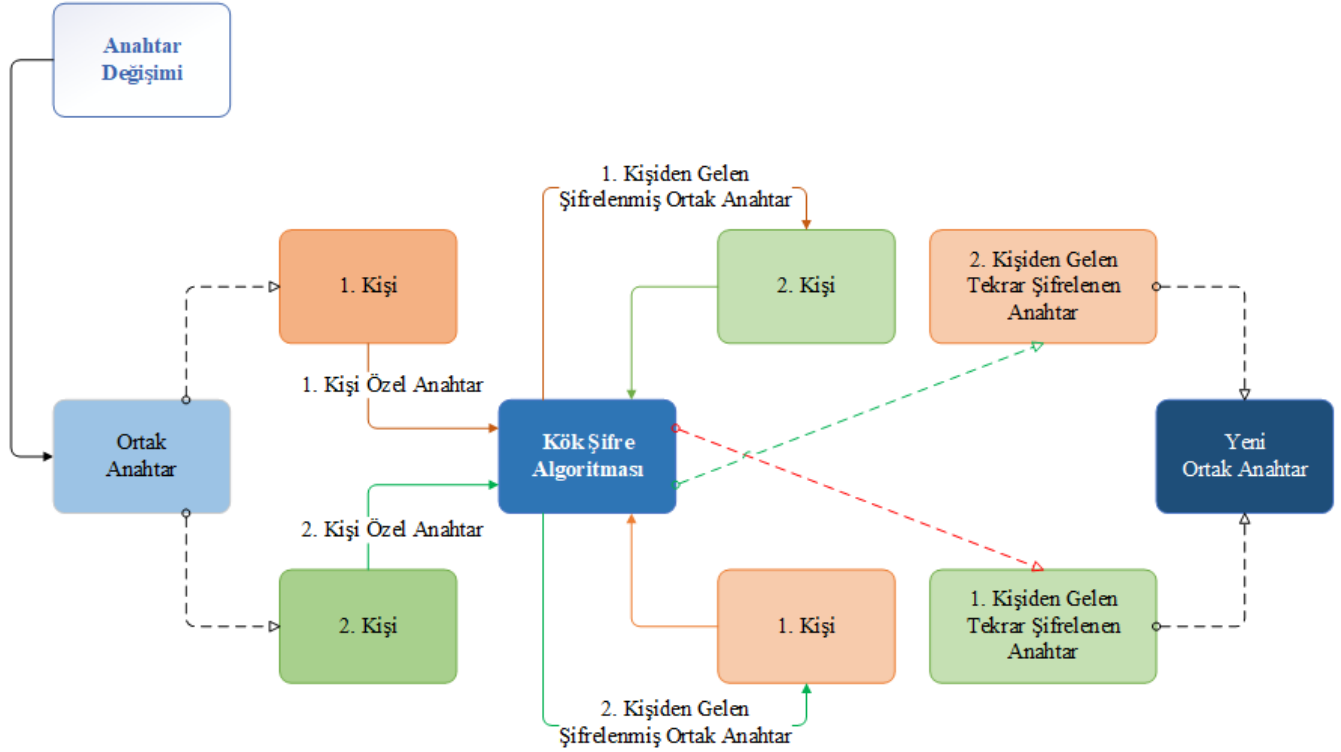 Anahtar
Değişimi
1. Kişiden Gelen
Şifrelenmiş Ortak Anahtar
1. Kişi
2. Kişi
2. Kişiden Gelen
Tekrar Şifrelenen
Anahtar
1. Kişi Özel Anahtar
Ortak
Anahtar
Kök Şifre
Algoritması
Yeni
Ortak Anahtar
2. Kişi Özel Anahtar
2. Kişi
1. Kişi
1. Kişiden Gelen
Tekrar Şifrelenen
Anahtar
2. Kişiden Gelen
Şifrelenmiş Ortak Anahtar